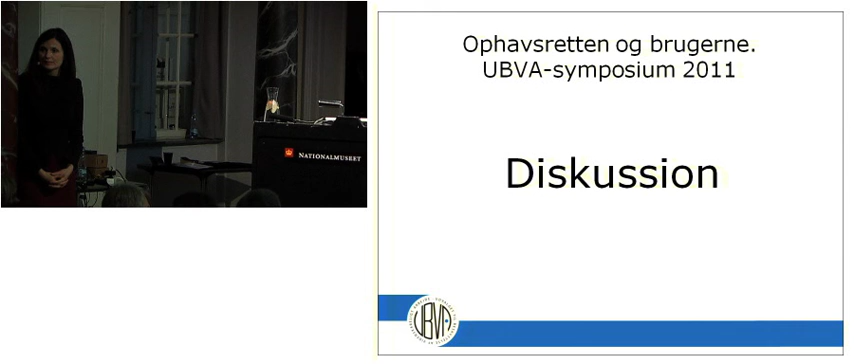 NATIONALMUSEET
Ophavsretten og brugerne.
UBVA-symposium 2011
Diskussion
UBVA